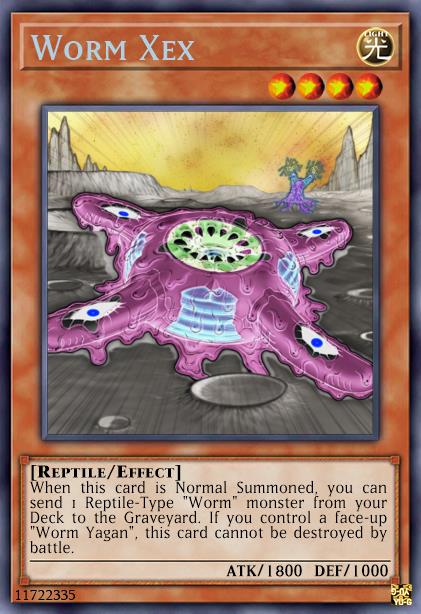 WORM XEX
LIGHT
光
[REPTILE/EFFECT]
When this card is Normal Summoned, you can
send 1 Reptile-Type "Worm" monster from your
Deck to the Graveyard. If you control a face-up
"Worm Yagan", this card cannot be destroyed by
battle.
ATK/1800 DEF/1000
11722335